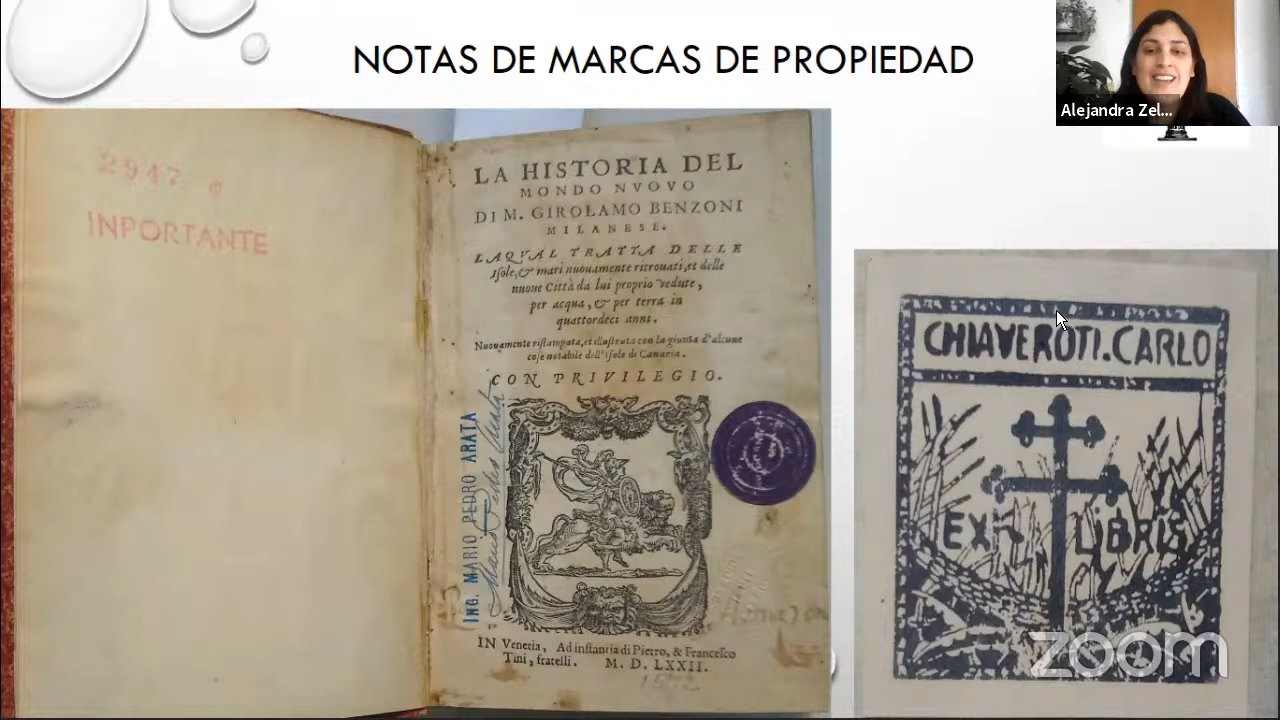 NOTAS DE MARCAS DE PROPIEDAD
Alejandra Zel...
2947
INPORTANTE
LA HISTORIA DEL
MONDO NVOVO
DI M. GIROLAMO BENZONI
MILANESE.
LAQVAL TRATTA DELLE
Isole, & mari nuouamente ritrouati, et delle
nuoue Città da lui proprio vedute,
per acqua, & per terra in
quattordeci anni.
Nuouamente ristampata, et illustrata con la giunta d'alcune
cose notabile dell'Isole di Canaria.
CON PRIVILEGIO.
ING. MARIO PEDRO ARATA
IN Venetia, Ad instantia di Pietro, & Francesco
Tini, fratelli. M. D. LXXII.
CHIAVEROTI.CARLO
EX LIBRIS
zoom